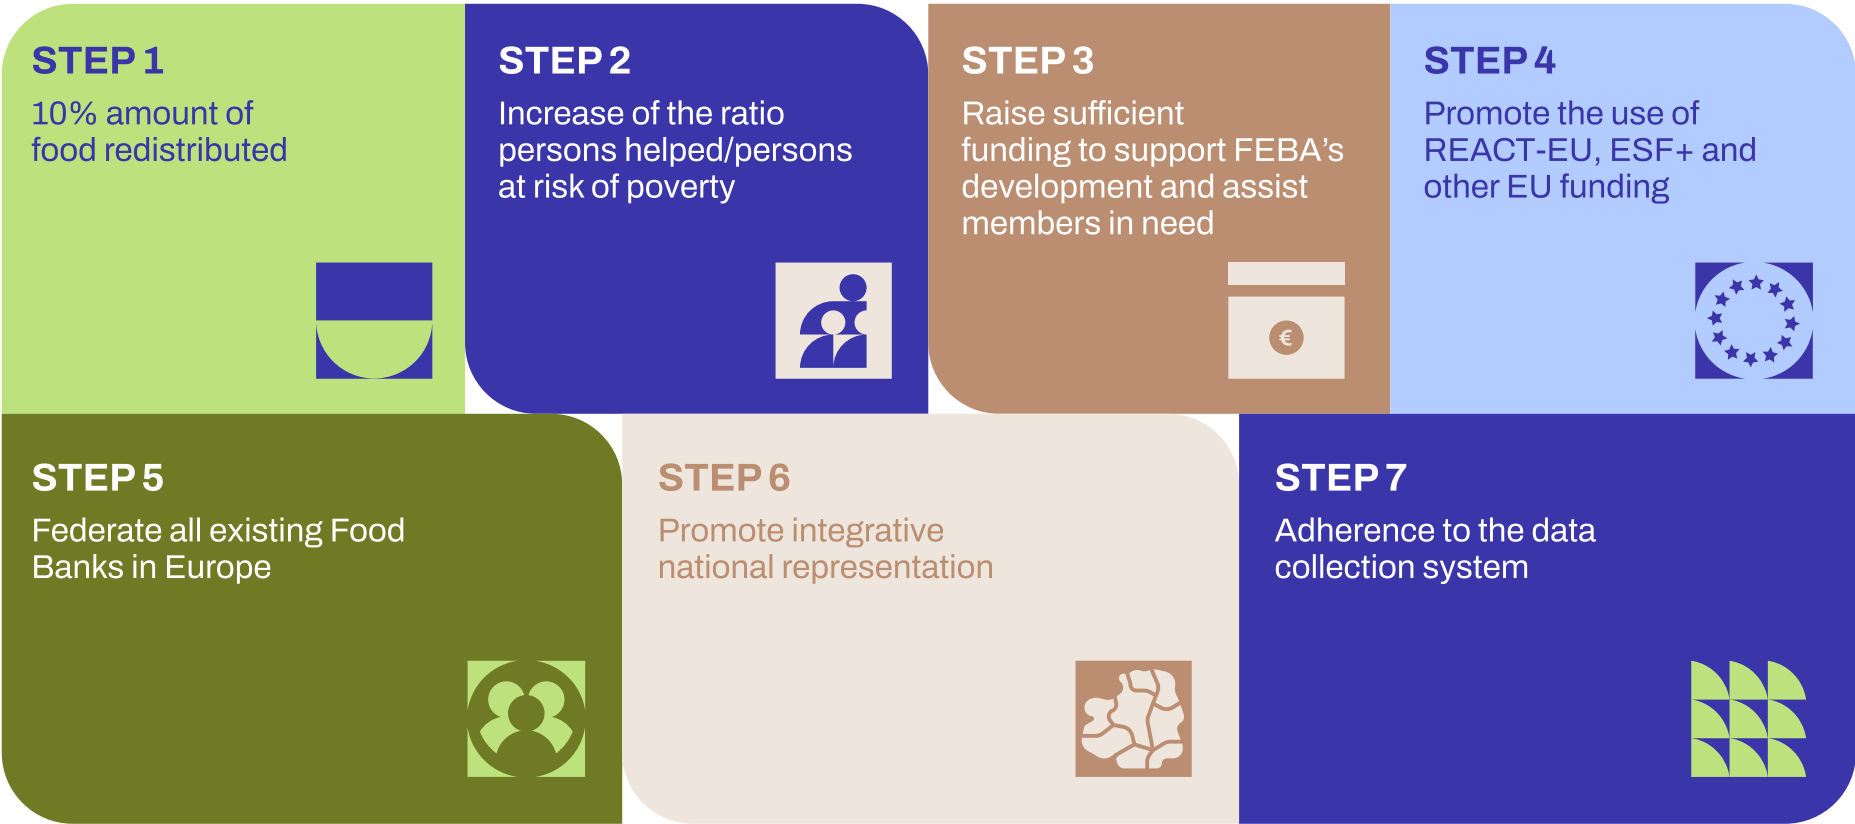 STEP 1
10% amount of
food redistributed
STEP 2
Increase of the ratio
persons helped/persons
at risk of poverty
STEP 3
Raise sufficient
funding to support FEBA’s
development and assist
members in need
€
STEP 4
Promote the use of
REACT-EU, ESF+ and
other EU funding
STEP 5
Federate all existing Food
Banks in Europe
STEP 6
Promote integrative
national representation
STEP 7
Adherence to the data
collection system